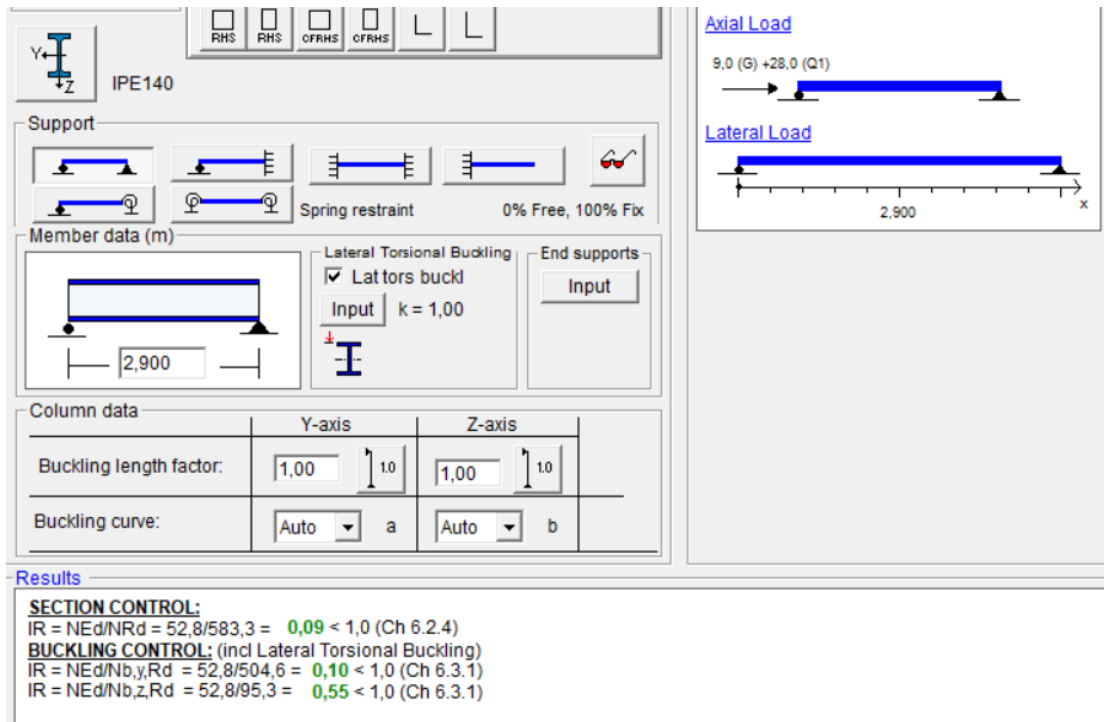 RHS RHS CFRHS CFRHS
Y
Z
IPE140
Support
Spring restraint 0% Free, 100% Fix
Member data (m)
2,900
Lateral Torsional Buckling
Lat tors buckl
Input k = 1,00
End supports
Input
Column data
Y-axis Z-axis
Buckling length factor: 1,00 1.0 1,00 1.0
Buckling curve: Auto a Auto b
Axial Load
9,0 (G) +28,0 (Q1)
Lateral Load
2,900
x
Results
SECTION CONTROL:
IR = NEd/NRd = 52,8/583,3 = 0,09 < 1,0 (Ch 6.2.4)
BUCKLING CONTROL: (incl Lateral Torsional Buckling)
IR = NEd/Nb,y,Rd = 52,8/504,6 = 0,10 < 1,0 (Ch 6.3.1)
IR = NEd/Nb,z,Rd = 52,8/95,3 = 0,55 < 1,0 (Ch 6.3.1)